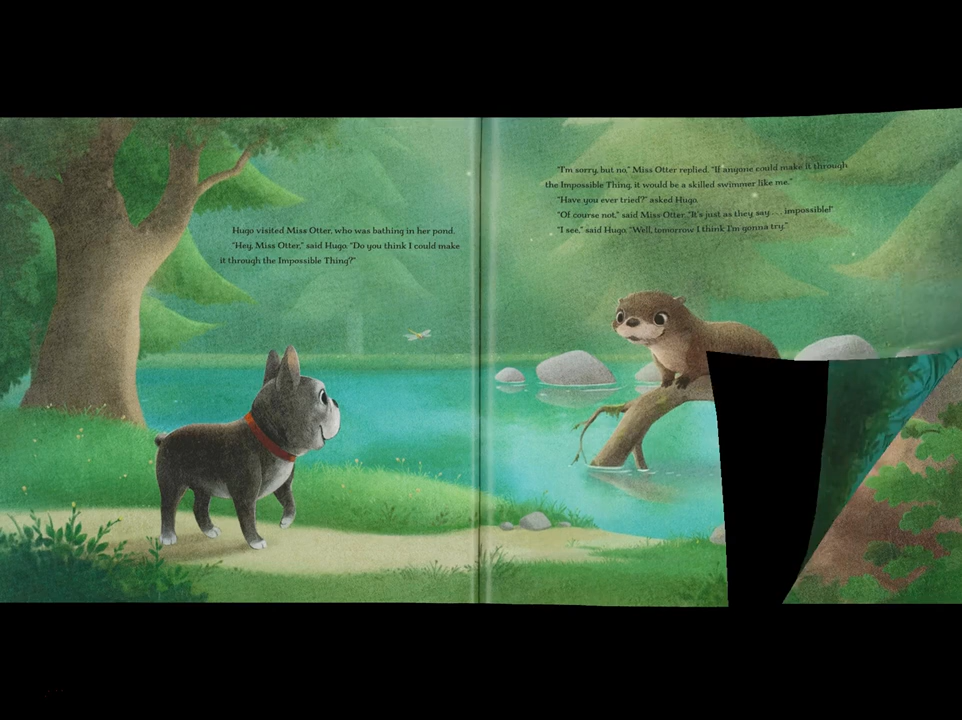 Hugo visited Miss Otter, who was bathing in her pond.
"Hey, Miss Otter," said Hugo. "Do you think I could make
it through the Impossible Thing?"
"I'm sorry, but no," Miss Otter replied. "If anyone could make it through
the Impossible Thing, it would be a skilled swimmer like me."
"Have you ever tried?" asked Hugo.
"Of course not," said Miss Otter. "It's just as they say . . . impossible!"
"I see," said Hugo. "Well, tomorrow I think I'm gonna try."